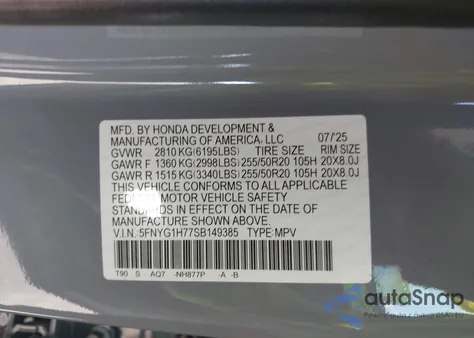 MFD. BY HONDA DEVELOPMENT &
MANUFACTURING OF AMERICA, LLC 07/25
GVWR 2810 KG(6195LBS) TIRE SIZE RIM SIZE
GAWR F 1360 KG(2998LBS) 255/50R20 105H 20X8.0J
GAWR R 1515 KG(3340LBS) 255/50R20 105H 20X8.0J
THIS VEHICLE CONFORMS TO ALL APPLICABLE
FEDERAL MOTOR VEHICLE SAFETY
STANDARDS IN EFFECT ON THE DATE OF
MANUFACTURE SHOWN ABOVE.
V.I.N. 5FNYG1H77SB149385 TYPE: MPV
T90 S AQ7 -NH877P -A -B
autoSnap